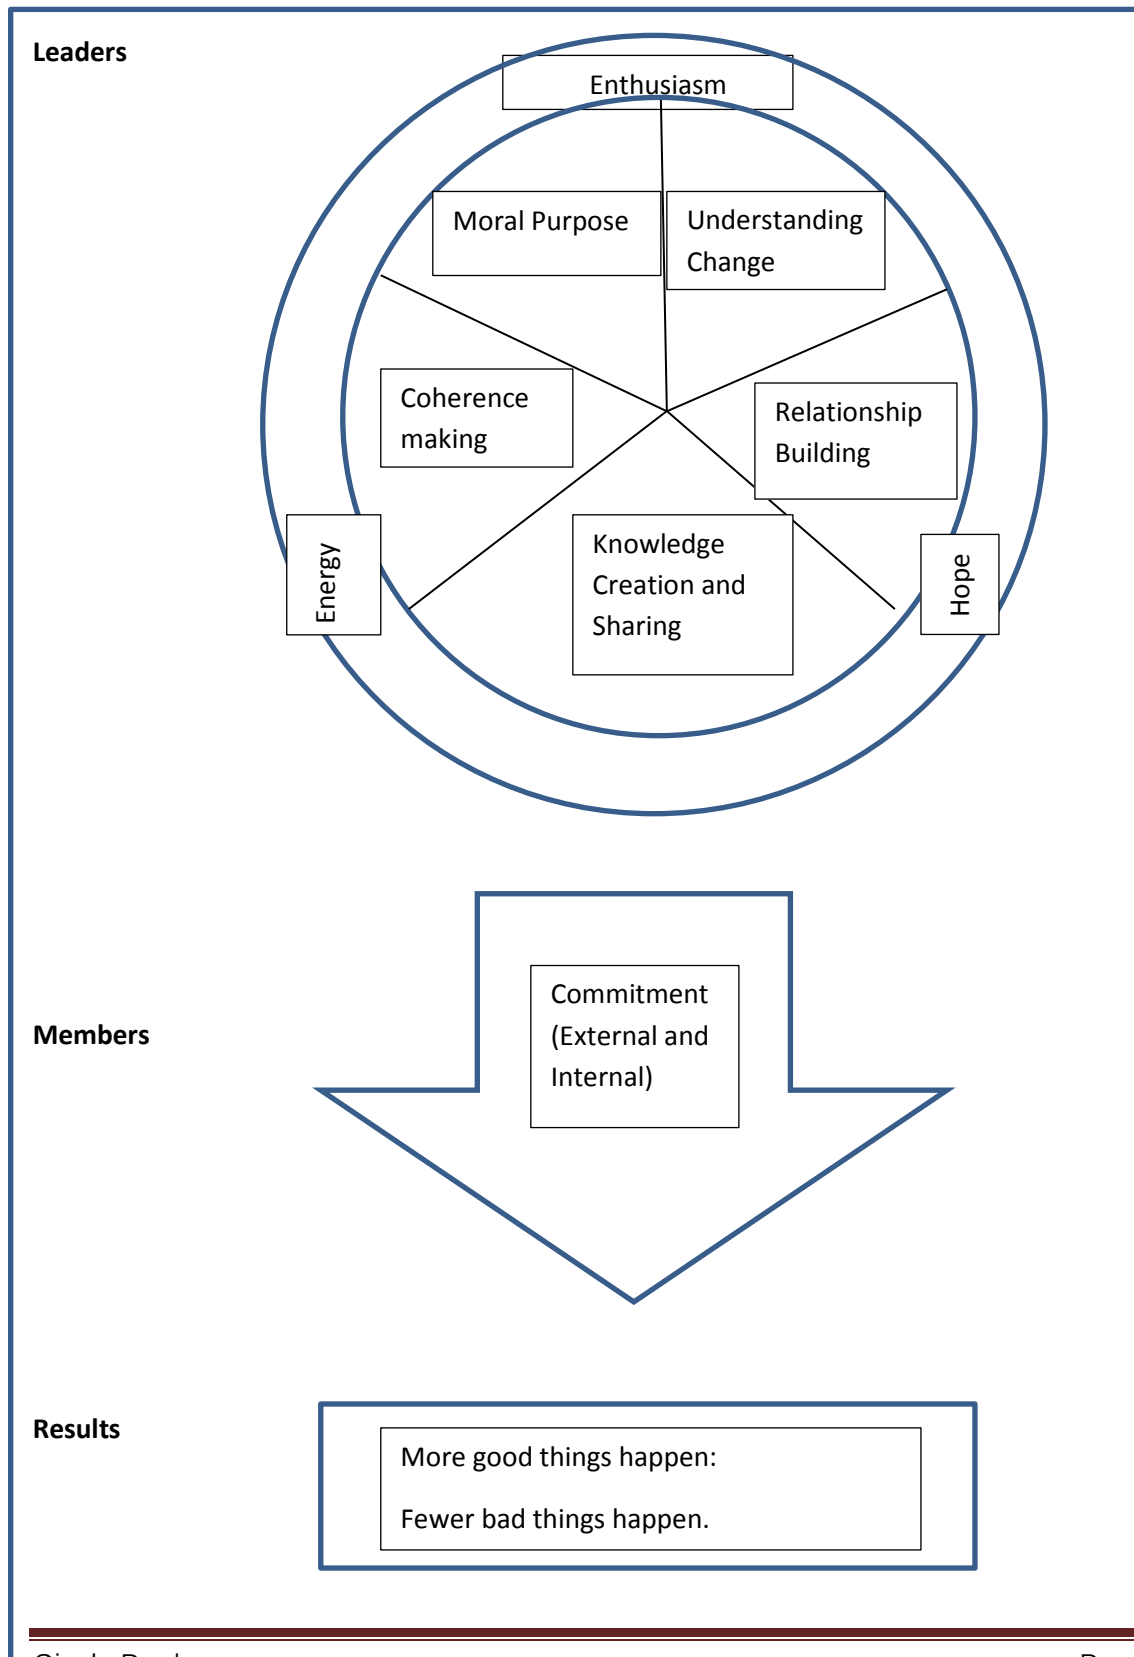 Leaders
Enthusiasm
Moral Purpose
Understanding
Change
Coherence
making
Relationship
Building
Knowledge
Creation and
Sharing
Energy
Hope
Members
Commitment
(External and
Internal)
Results
More good things happen:
Fewer bad things happen.